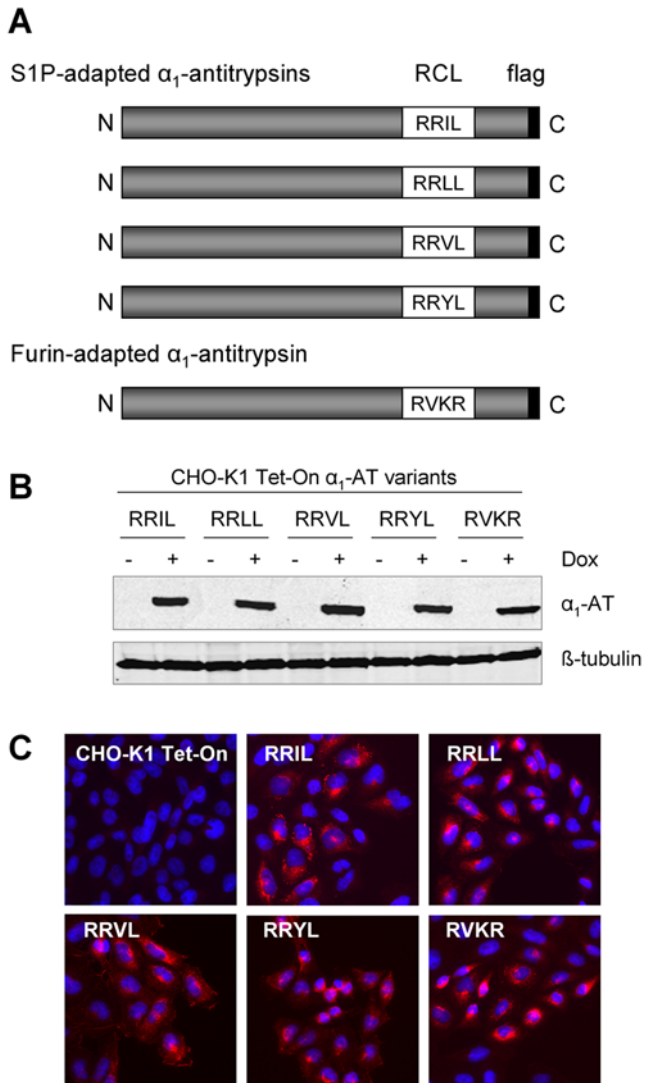 A
S1P-adapted α₁-antitrypsins RCL flag
N RRIL C
N RRLL C
N RRVL C
N RRYL C
Furin-adapted α₁-antitrypsin
N RVKR C
B
CHO-K1 Tet-On α₁-AT variants
RRIL RRLL RRVL RRYL RVKR
- + - + - + - + - + Dox
α₁-AT
ß-tubulin
C
CHO-K1 Tet-On RRIL RRLL
RRVL RRYL RVKR